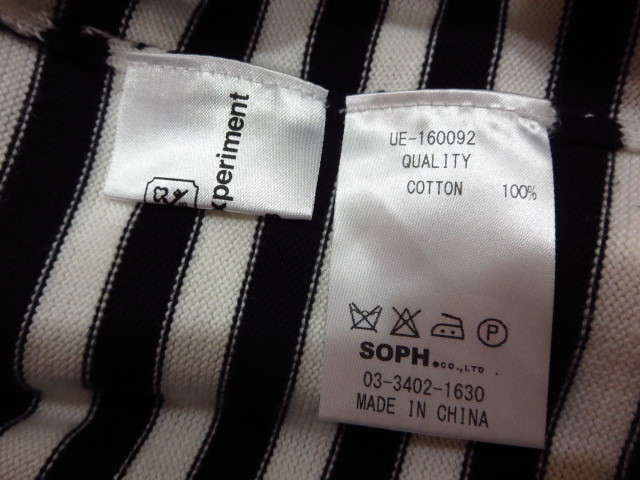 xperiment
UE-160092
QUALITY
COTTON 100%
P
SOPH.CO.,LTD.
03-3402-1630
MADE IN CHINA